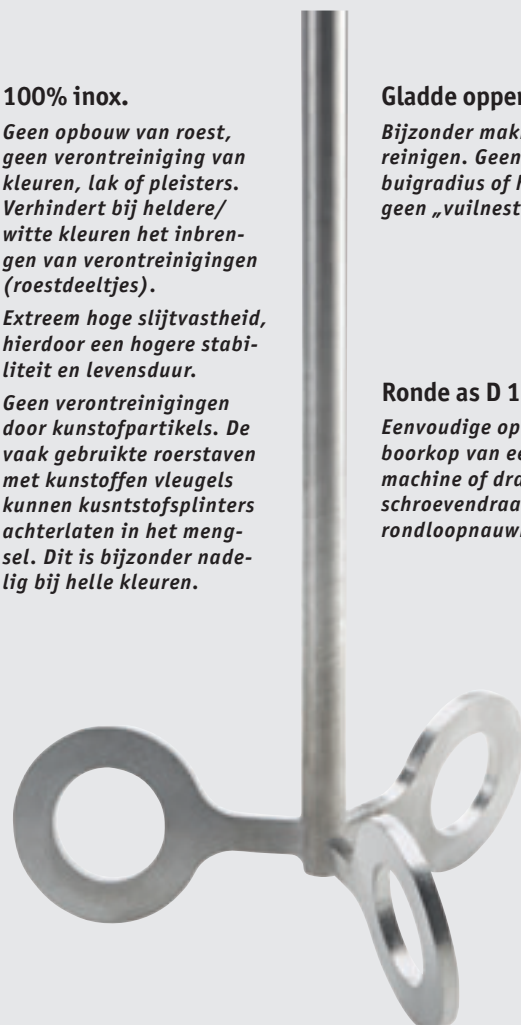 100% inox.
Geen opbouw van roest,
geen verontreiniging van
kleuren, lak of pleisters.
Verhindert bij heldere/
witte kleuren het inbren-
gen van verontreinigingen
(roestdeeltjes).
Extreem hoge slijtvastheid,
hierdoor een hogere stabi-
liteit en levensduur.
Geen verontreinigingen
door kunstofpartikels. De
vaak gebruikte roerstaven
met kunstoffen vleugels
kunnen kusntstofsplinters
achterlaten in het meng-
sel. Dit is bijzonder nade-
lig bij helle kleuren.
Gladde opper
Bijzonder mak
reinigen. Geen
buigradius of h
geen „vuilnest
Ronde as D 1
Eenvoudige op
boorkop van ee
machine of dra
schroevendraa
rondloopnauw